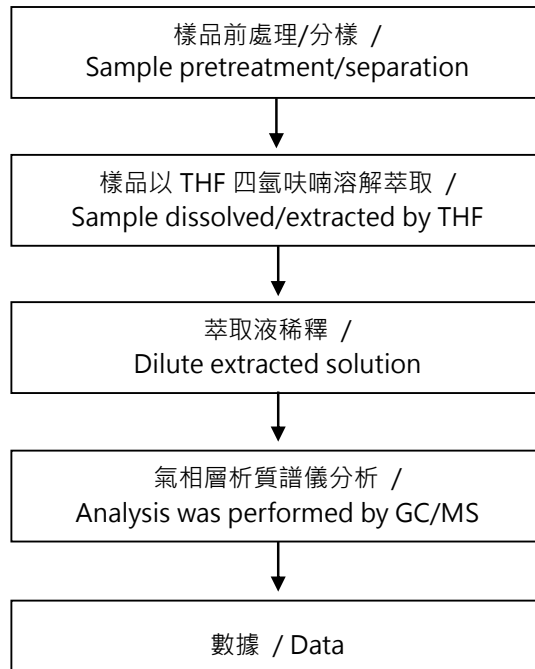 樣品前處理/分樣 /
Sample pretreatment/separation
樣品以 THF 四氫呋喃溶解萃取 /
Sample dissolved/extracted by THF
萃取液稀釋 /
Dilute extracted solution
氣相層析質譜儀分析 /
Analysis was performed by GC/MS
數據 / Data